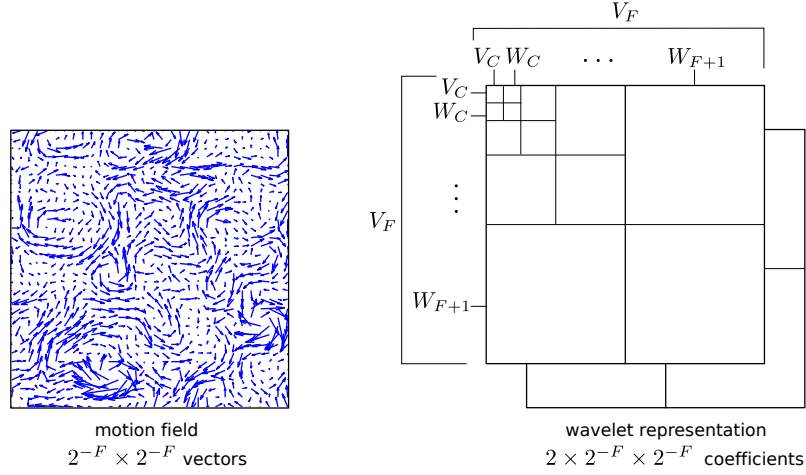 V_F
V_C W_C ··· W_{F+1}
V_C
W_C
⋮
V_F
W_{F+1}
motion field
2^{-F} × 2^{-F} vectors
wavelet representation
2 × 2^{-F} × 2^{-F} coefficients